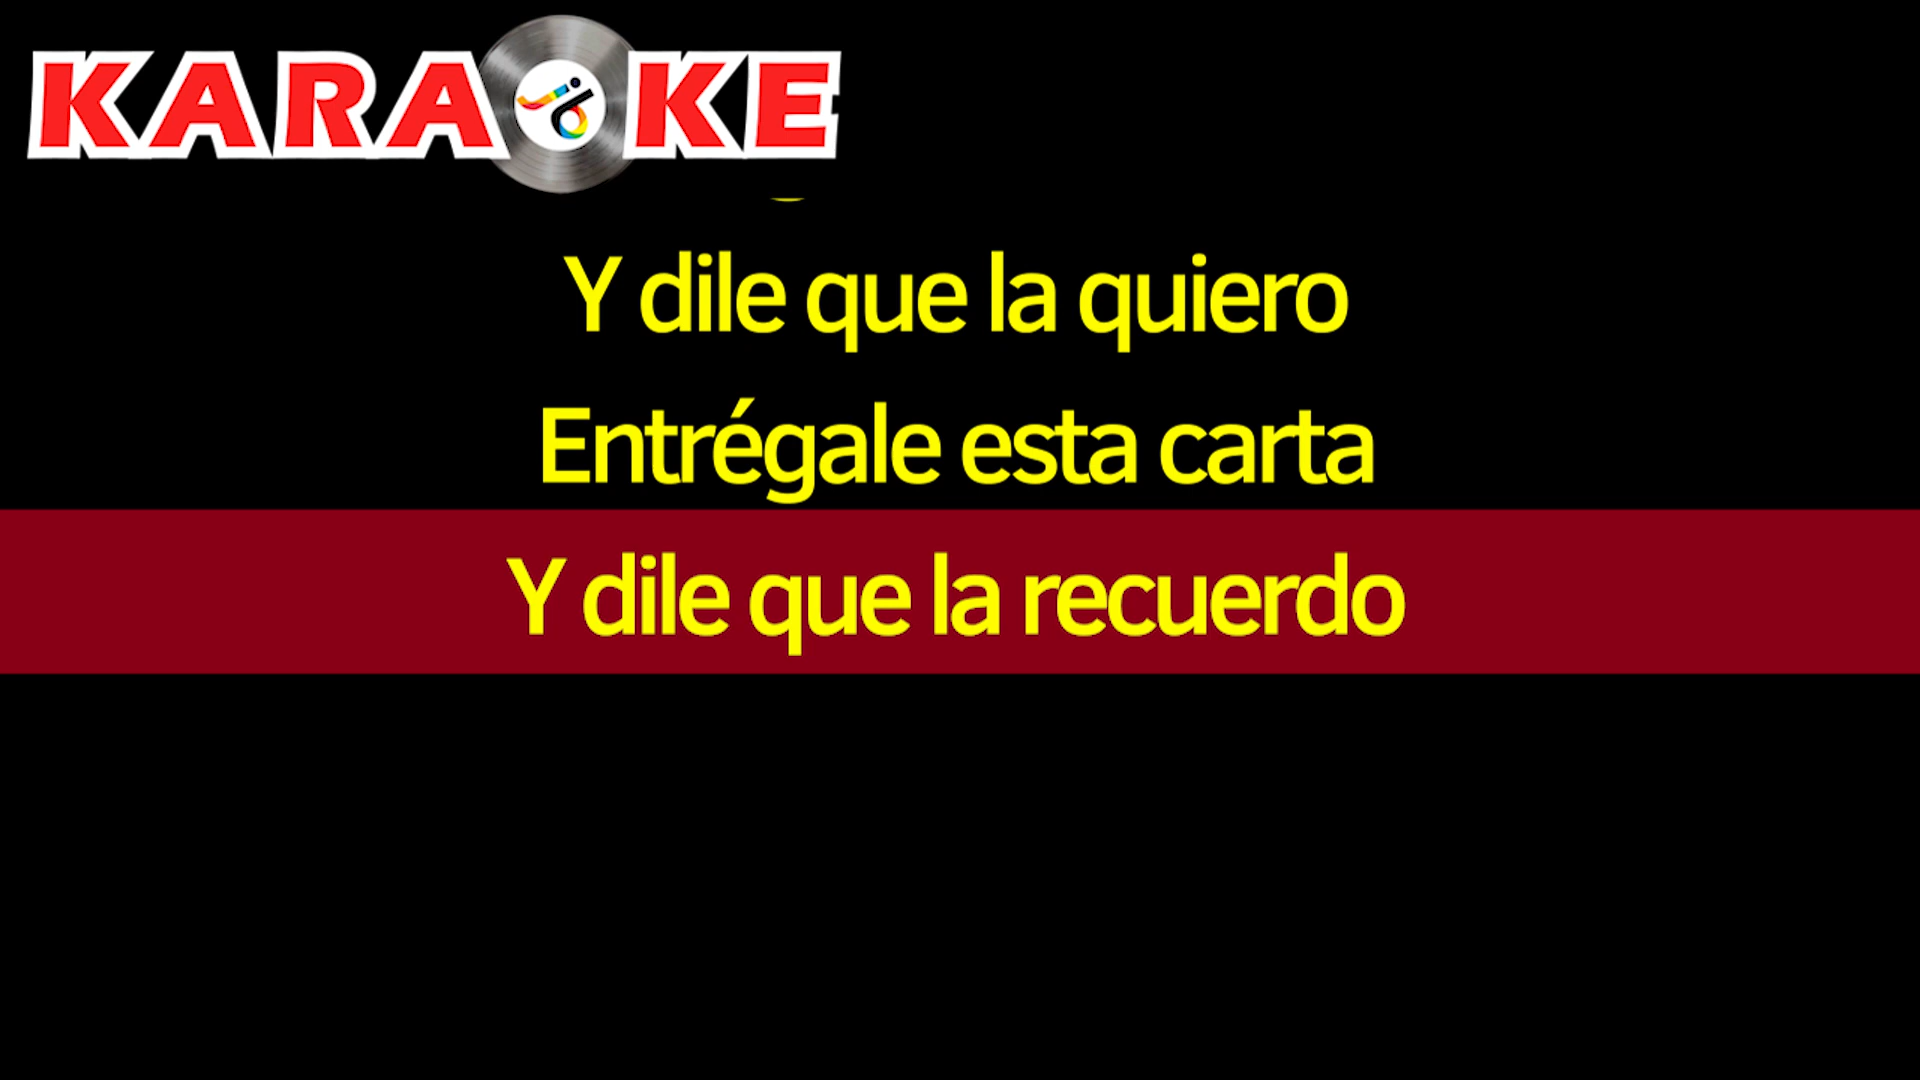 KARAOKE
Y dile que la quiero
Entrégale esta carta
Y dile que la recuerdo